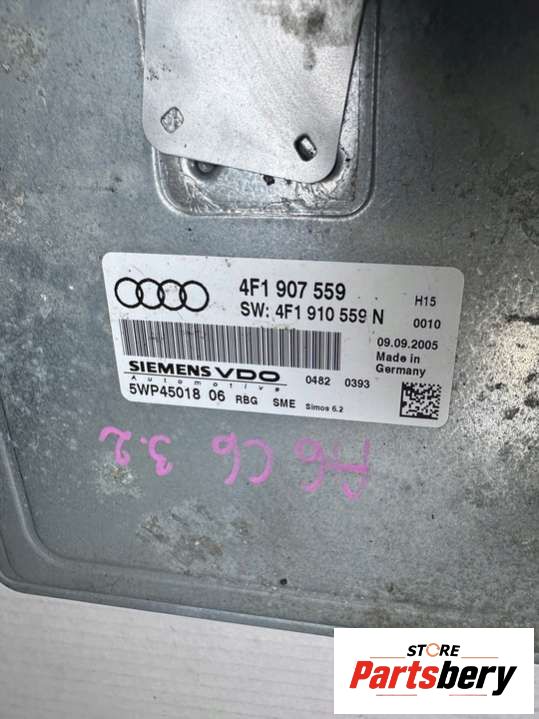 4F1 907 559
H15
SW: 4F1 910 559 N
0010
09.09.2005
SIEMENS VDO
Automotive
0482 0393
Made in
Germany
5WP45018 06 RBG SME Simos 6.2
A6 C6 3.2
STORE
Partsbery